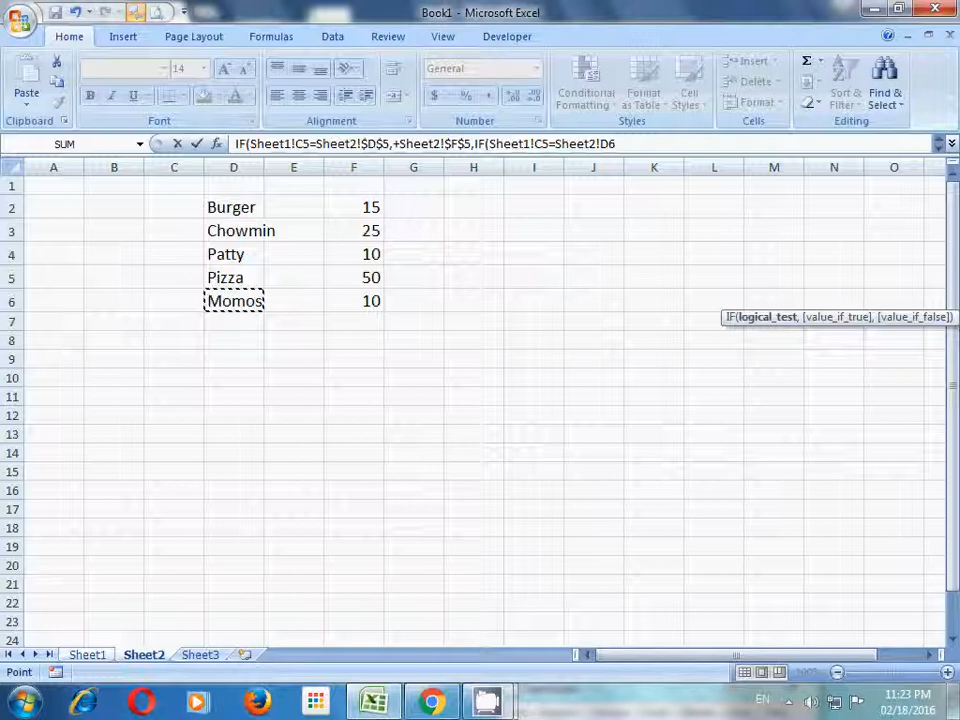 Book1 - Microsoft Excel
Home Insert Page Layout Formulas Data Review View Developer
Paste
14
General
Conditional Formatting
Format as Table
Cell Styles
Insert
Delete
Format
Sort & Filter
Find & Select
Clipboard Font Alignment Number Styles Cells Editing
SUM IF(Sheet1!C5=Sheet2!$D$5,+Sheet2!$F$5,IF(Sheet1!C5=Sheet2!D6
A B C D E F G H I J K L M N O
1
2 Burger 15
3 Chowmin 25
4 Patty 10
5 Pizza 50
6 Momos 10
IF(logical_test, [value_if_true], [value_if_false])
7
8
9
10
11
12
13
14
15
16
17
18
19
20
21
22
23
24
Sheet1 Sheet2 Sheet3
Point
EN
11:23 PM
02/18/2016